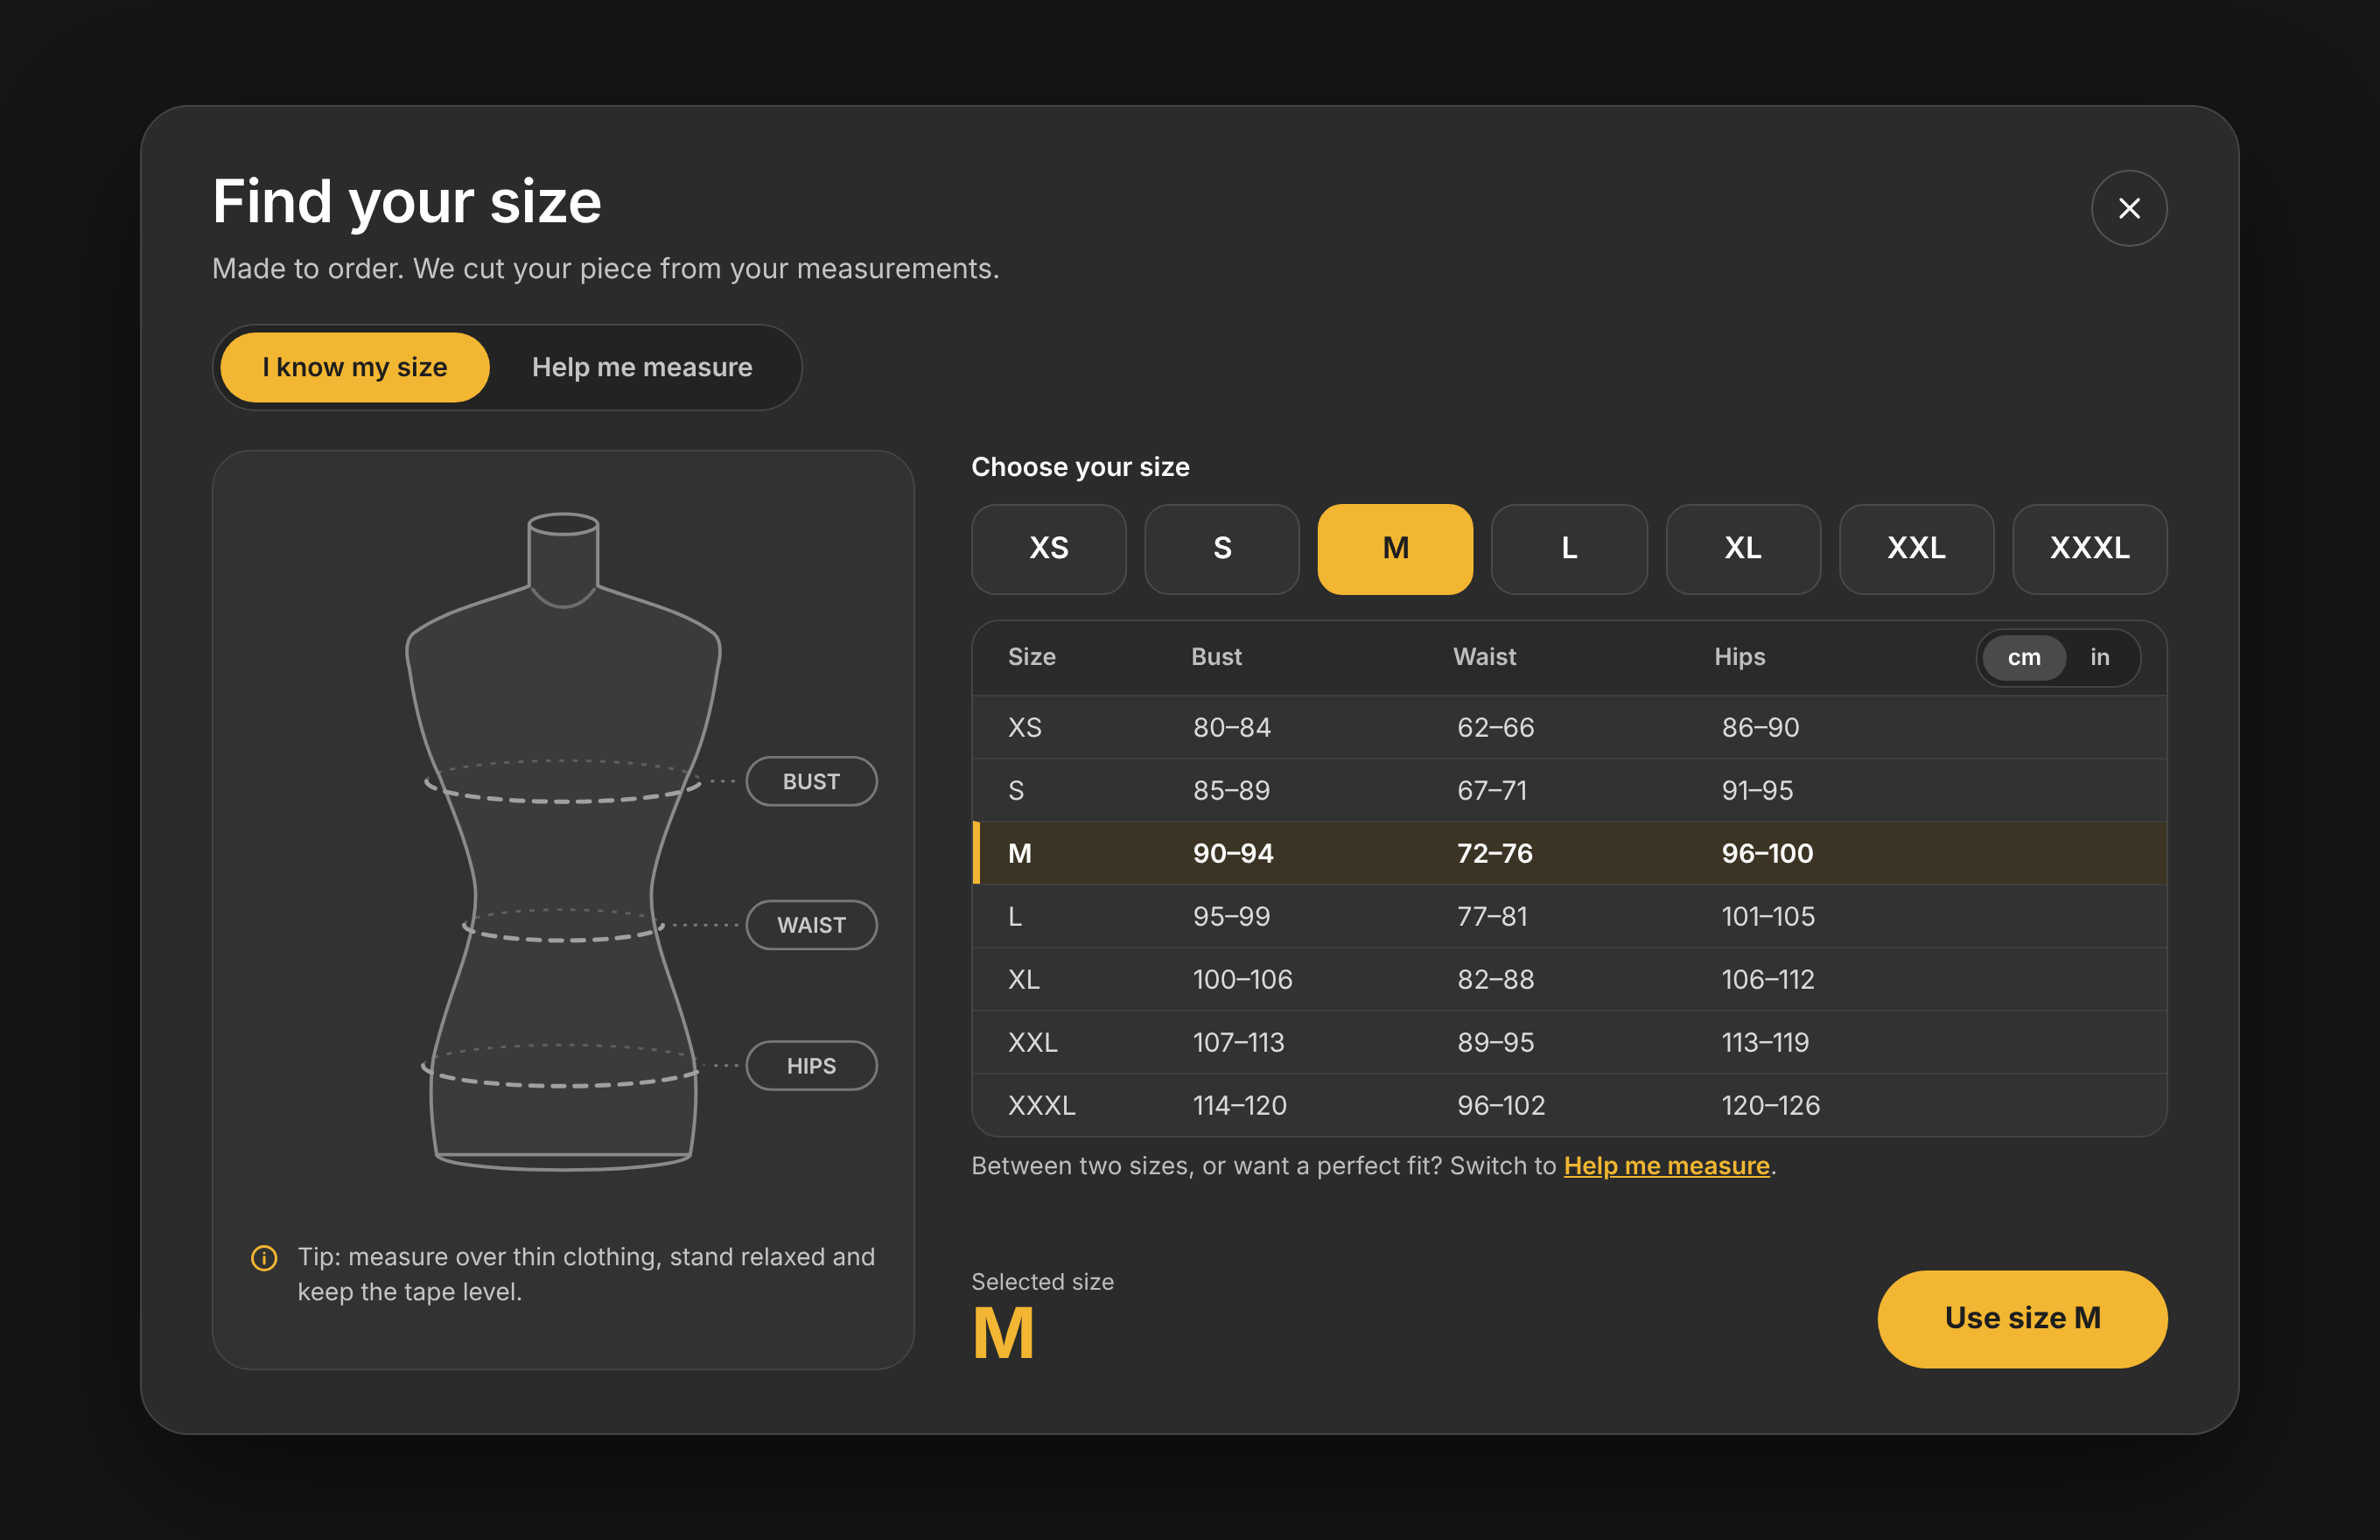 Find your size
Made to order. We cut your piece from your measurements.
I know my size Help me measure
BUST
WAIST
HIPS
Tip: measure over thin clothing, stand relaxed and
keep the tape level.
Choose your size
XS S M L XL XXL XXXL
Size Bust Waist Hips cm in
XS 80–84 62–66 86–90
S 85–89 67–71 91–95
M 90–94 72–76 96–100
L 95–99 77–81 101–105
XL 100–106 82–88 106–112
XXL 107–113 89–95 113–119
XXXL 114–120 96–102 120–126
Between two sizes, or want a perfect fit? Switch to Help me measure.
Selected size
M
Use size M